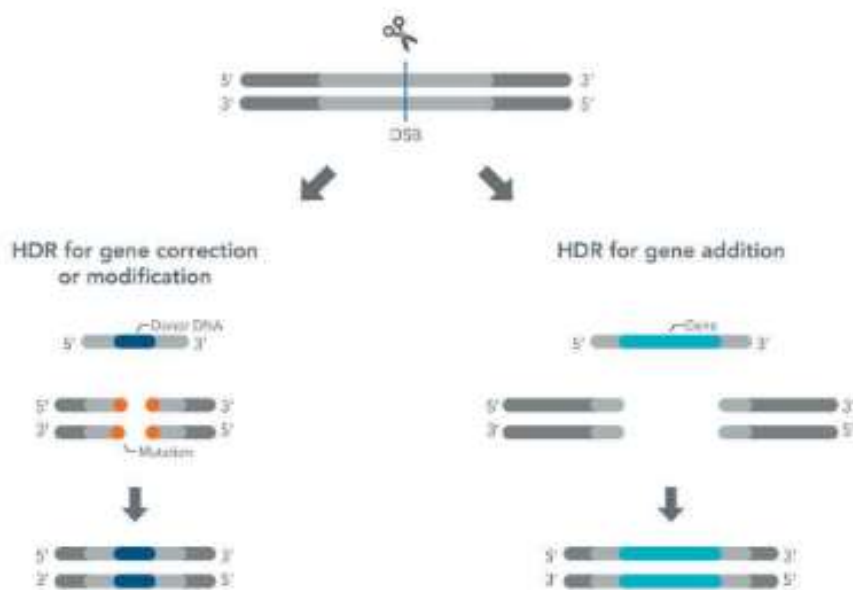 5' 3'
3' 5'
DSB
HDR for gene correction
or modification
Donor DNA
5' 3'
5' 3'
3' 5'
Mutation
5' 3'
3' 5'
HDR for gene addition
Gene
5' 3'
5' 3'
3' 5'
5' 3'
3' 5'